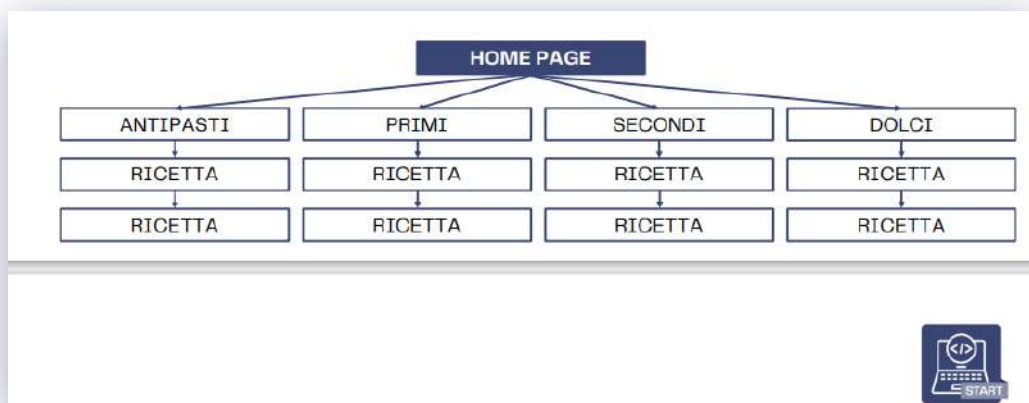 HOME PAGE
ANTIPASTI PRIMI SECONDI DOLCI
RICETTA RICETTA RICETTA RICETTA
RICETTA RICETTA RICETTA RICETTA
</>
START